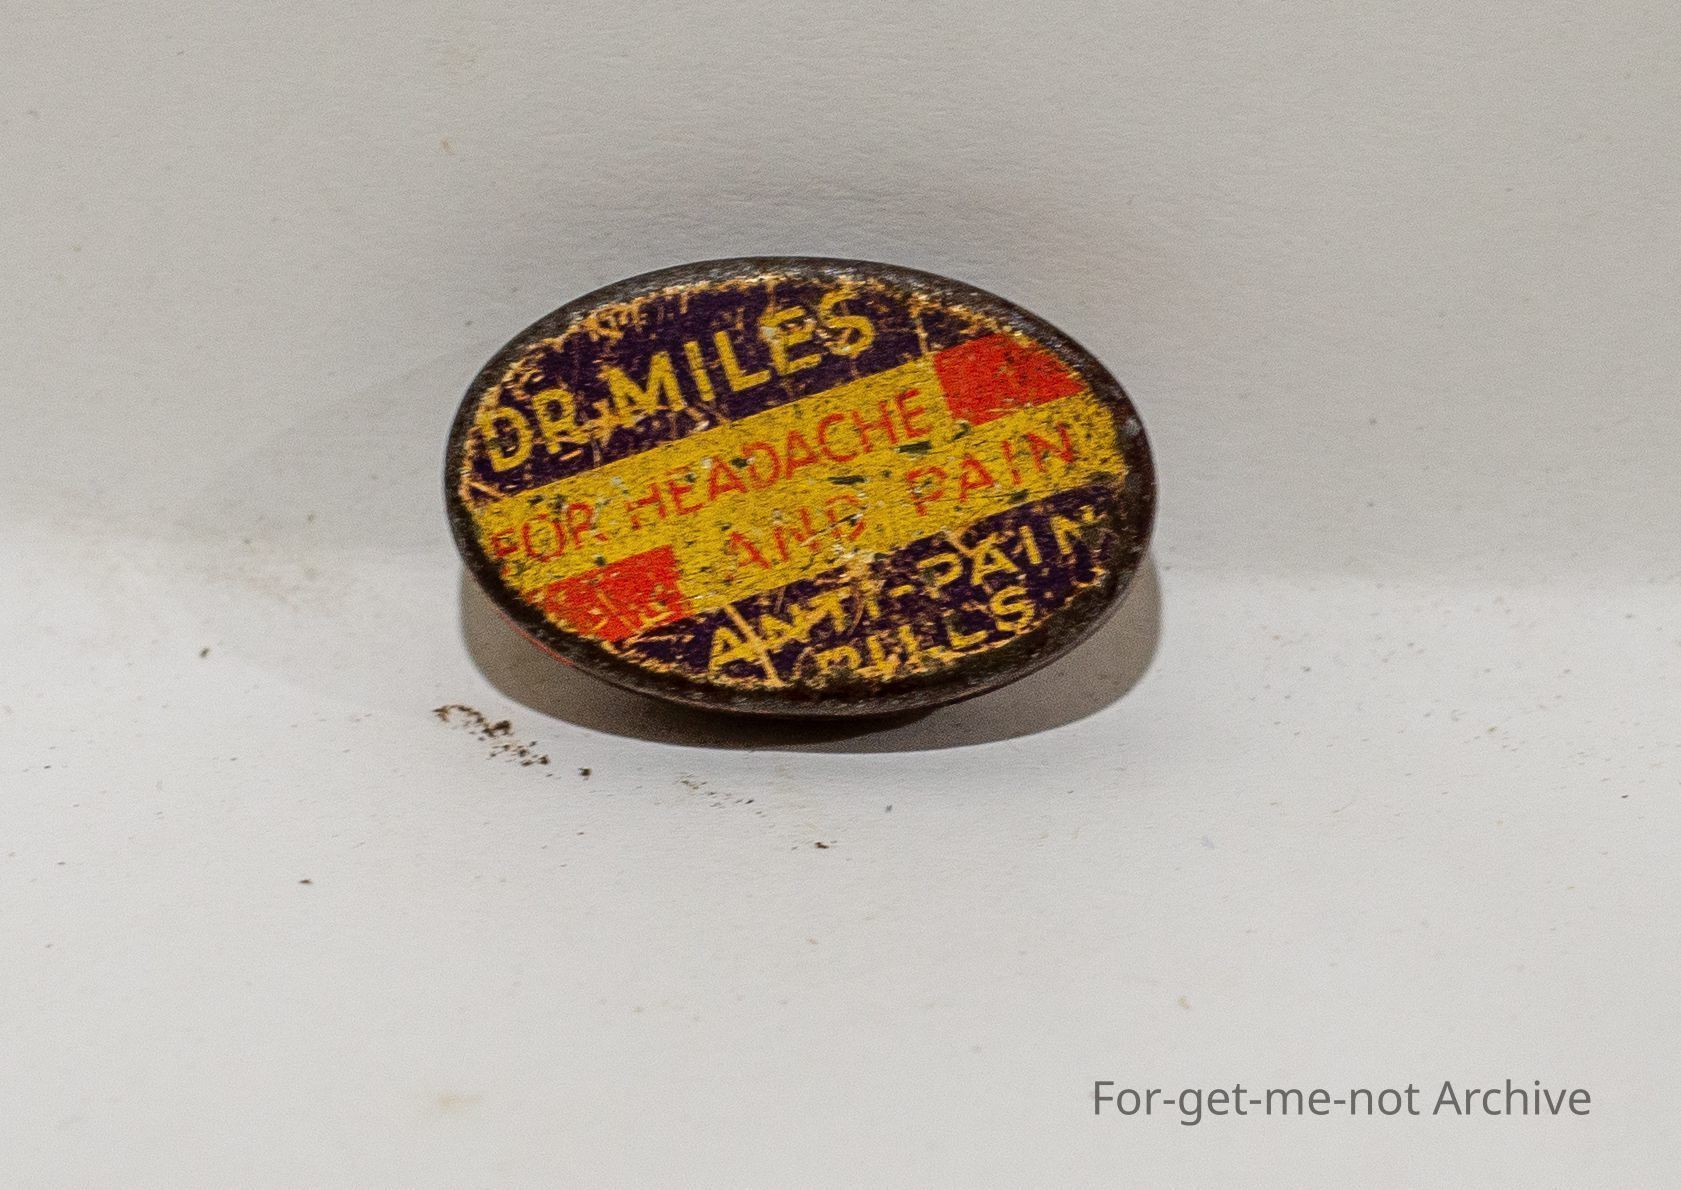 DR. MILES
FOR HEADACHE
AND PAIN
ANTI-PAIN
PILLS
For-get-me-not Archive